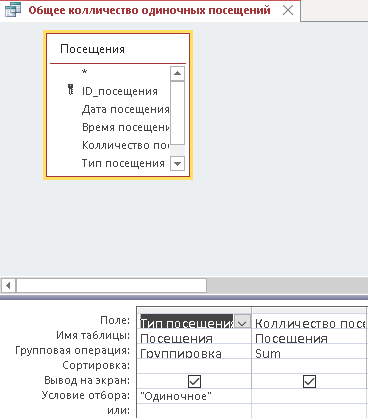 Общее колличество одиночных посещений
Посещения
*
ID_посещения
Дата посещения
Время посещени
Колличество пос
Тип посещения
Поле: Тип посещени Колличество посе
Имя таблицы: Посещения Посещения
Групповая операция: Группировка Sum
Сортировка:
Вывод на экран:
Условие отбора: "Одиночное"
или: